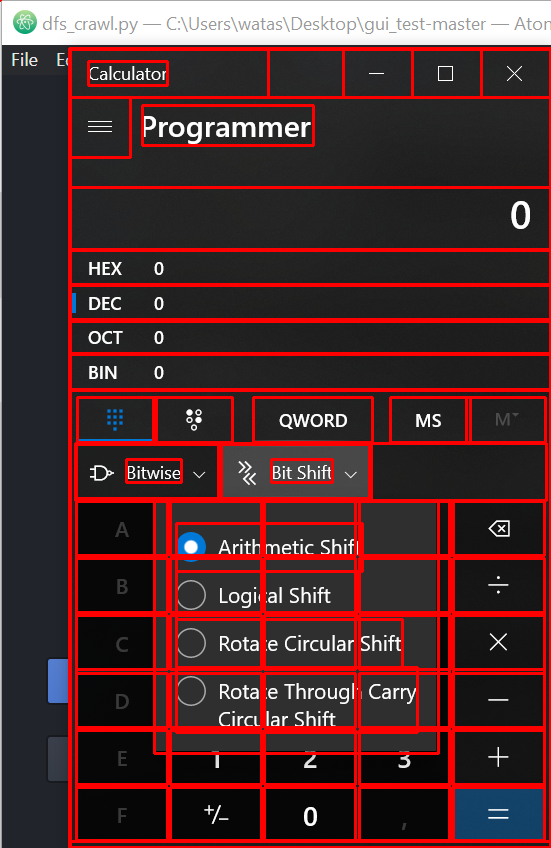 dfs_crawl.py — C:\Users\watas\Desktop\gui_test-master — Atom
File
Calculator
Programmer
0
HEX 0
DEC 0
OCT 0
BIN 0
QWORD MS M
Bitwise Bit Shift
A
Arithmetic Shift
B ÷
Logical Shift
C Rotate Circular Shift ×
D Rotate Through Carry −
Circular Shift
E 1 2 3 +
F +/− 0 , =